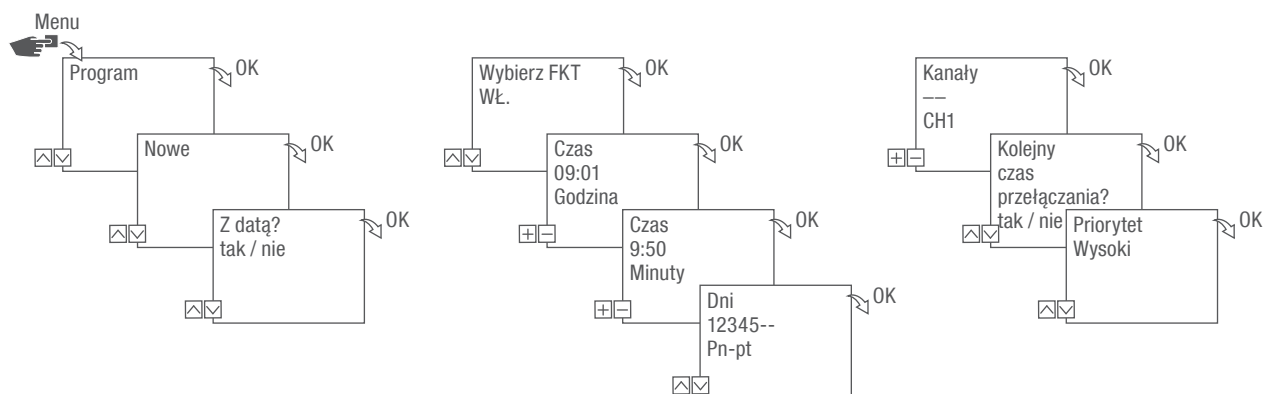 Menu
Program
OK
Nowe
OK
Z datą?
tak / nie
OK
Wybierz FKT
WŁ.
OK
Czas
09:01
Godzina
OK
Czas
9:50
Minuty
OK
Dni
12345--
Pn-pt
OK
Kanały
––
CH1
OK
Kolejny
czas
przełączania?
tak / nie
OK
Priorytet
Wysoki
OK